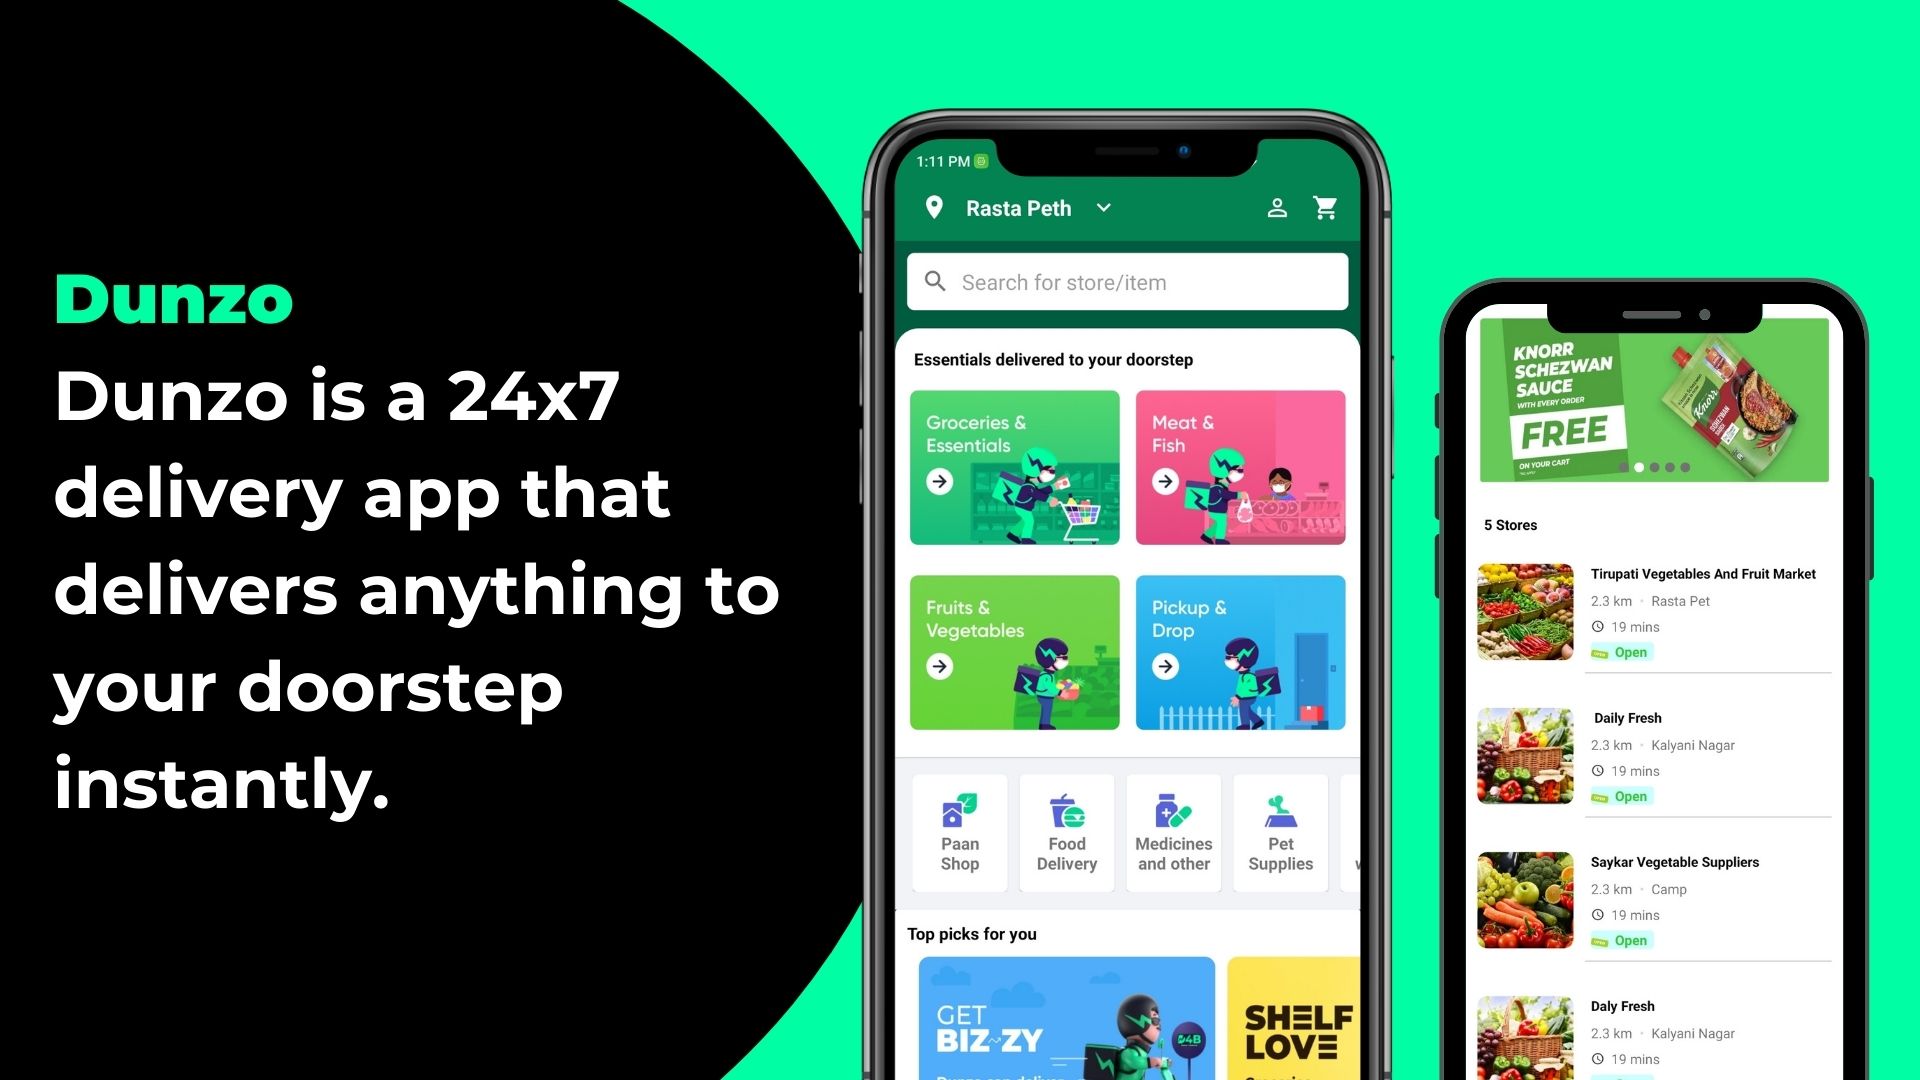 Dunzo
Dunzo is a 24x7
delivery app that
delivers anything to
your doorstep
instantly.
1:11 PM
Rasta Peth
Search for store/item
Essentials delivered to your doorstep
Groceries &
Essentials
Meat &
Fish
Fruits &
Vegetables
Pickup &
Drop
Paan
Shop
Food
Delivery
Medicines
and other
Pet
Supplies
Top picks for you
GET
BIZ-ZY
D4B
SHELF
LOVE
KNORR
SCHEZWAN
SAUCE
WITH EVERY ORDER
FREE
ON YOUR CART
Knorr
SCHEZWAN
5 Stores
Tirupati Vegetables And Fruit Market
2.3 km • Rasta Pet
19 mins
Open
Daily Fresh
2.3 km • Kalyani Nagar
19 mins
Open
Saykar Vegetable Suppliers
2.3 km • Camp
19 mins
Open
Daly Fresh
2.3 km • Kalyani Nagar
19 mins